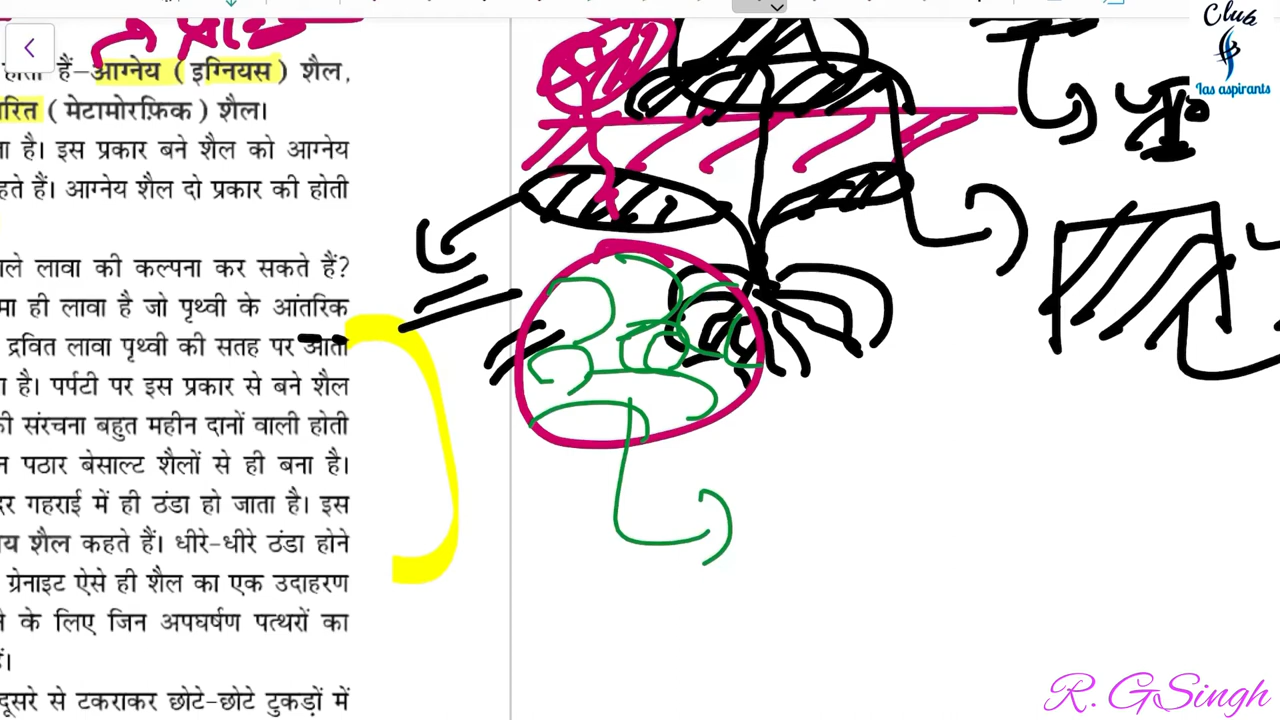 Club
Ias aspirants
होती हैं–आग्नेय ( इग्नियस ) शैल,
( मेटामोरफ़िक ) शैल।
है। इस प्रकार बने शैल को आग्नेय
कहते हैं। आग्नेय शैल दो प्रकार की होती
लावा की कल्पना कर सकते हैं?
ही लावा है जो पृथ्वी के आंतरिक
द्रवित लावा पृथ्वी की सतह पर आता
है। पर्पटी पर इस प्रकार से बने शैल
संरचना बहुत महीन दानों वाली होती
पठार बेसाल्ट शैलों से ही बना है।
गहराई में ही ठंडा हो जाता है। इस
शैल कहते हैं। धीरे-धीरे ठंडा होने
ग्रेनाइट ऐसे ही शैल का एक उदाहरण
के लिए जिन अपघर्षण पत्थरों का
दूसरे से टकराकर छोटे-छोटे टुकड़ों में
R. G Singh